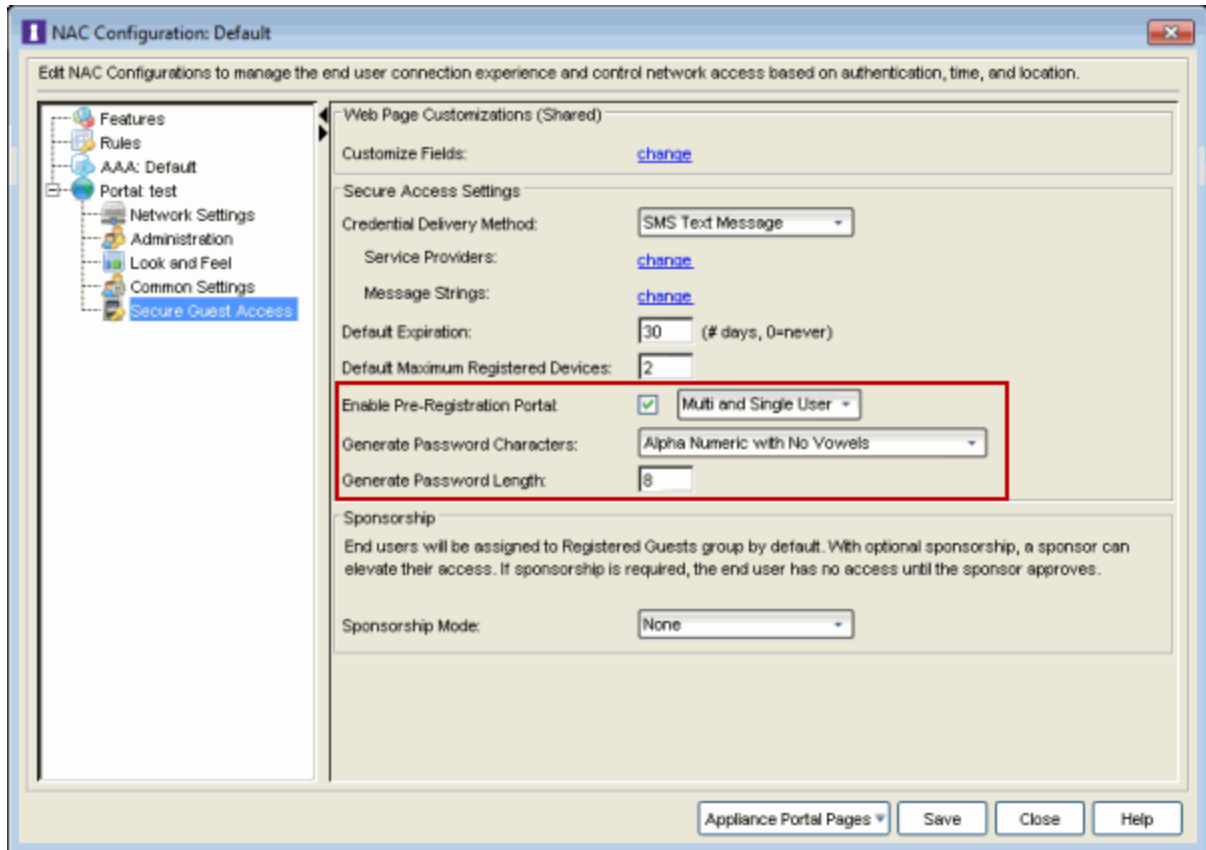 NAC Configuration: Default
Edit NAC Configurations to manage the end user connection experience and control network access based on authentication, time, and location.
Features
Rules
AAA: Default
Portal: test
Network Settings
Administration
Look and Feel
Common Settings
Secure Guest Access
Web Page Customizations (Shared)
Customize Fields: change
Secure Access Settings
Credential Delivery Method: SMS Text Message
Service Providers: change
Message Strings: change
Default Expiration: 30 (# days, 0=never)
Default Maximum Registered Devices: 2
Enable Pre-Registration Portal: Multi and Single User
Generate Password Characters: Alpha Numeric with No Vowels
Generate Password Length: 8
Sponsorship
End users will be assigned to Registered Guests group by default. With optional sponsorship, a sponsor can
elevate their access. If sponsorship is required, the end user has no access until the sponsor approves.
Sponsorship Mode: None
Appliance Portal Pages Save Close Help